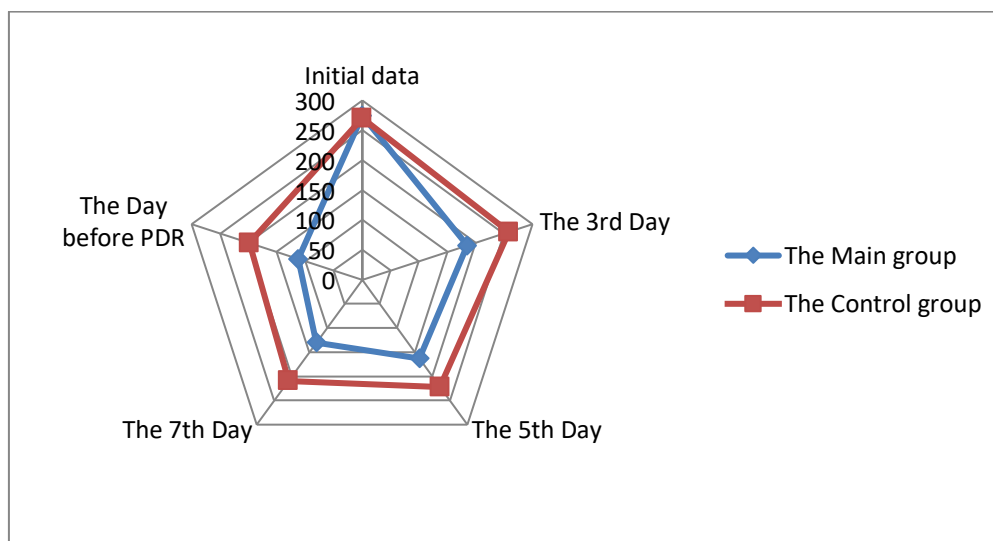 Initial data
300
250
200
150
100
50
0
The 3rd Day
The 5th Day
The 7th Day
The Day
before PDR
The Main group
The Control group